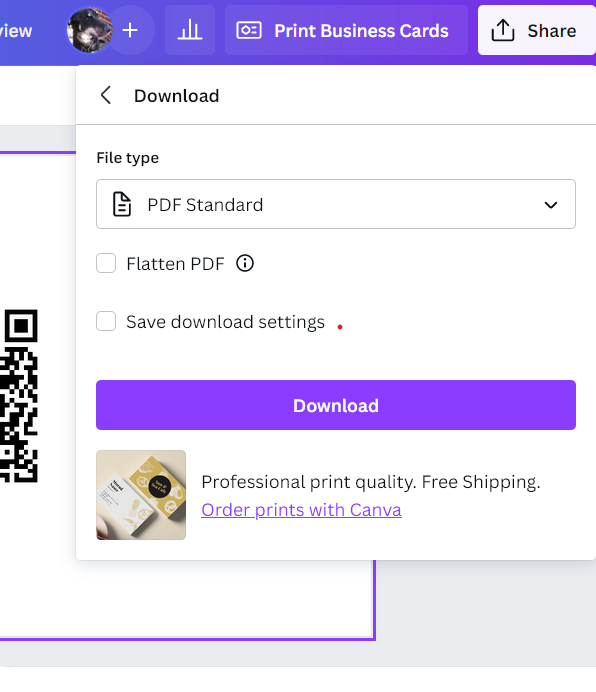 Print Business Cards
Share
Download
File type
PDF Standard
Flatten PDF
Save download settings
Download
Professional print quality. Free Shipping.
Order prints with Canva